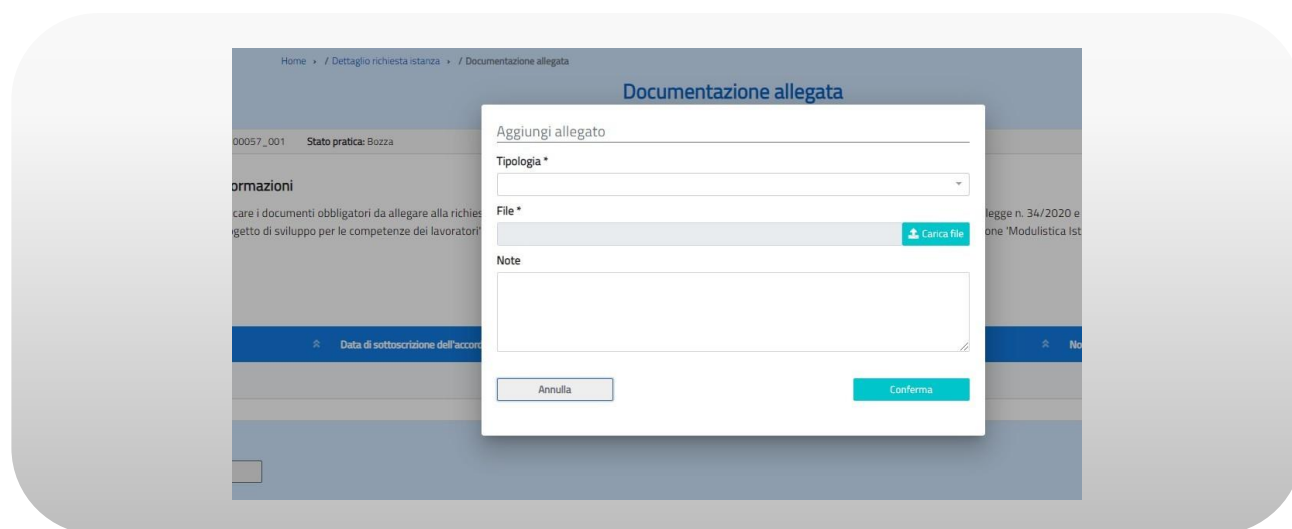 Home › / Dettaglio richiesta istanza › / Documentazione allegata
Documentazione allegata
00057_001 Stato pratica: Bozza
Aggiungi allegato
Tipologia *
ormazioni
care i documenti obbligatori da allegare alla richies
legge n. 34/2020 e
File *
getto di sviluppo per le competenze dei lavoratori'
Carica file
one 'Modulistica Ist
Note
Data di sottoscrizione dell'accord
No
Annulla
Conferma